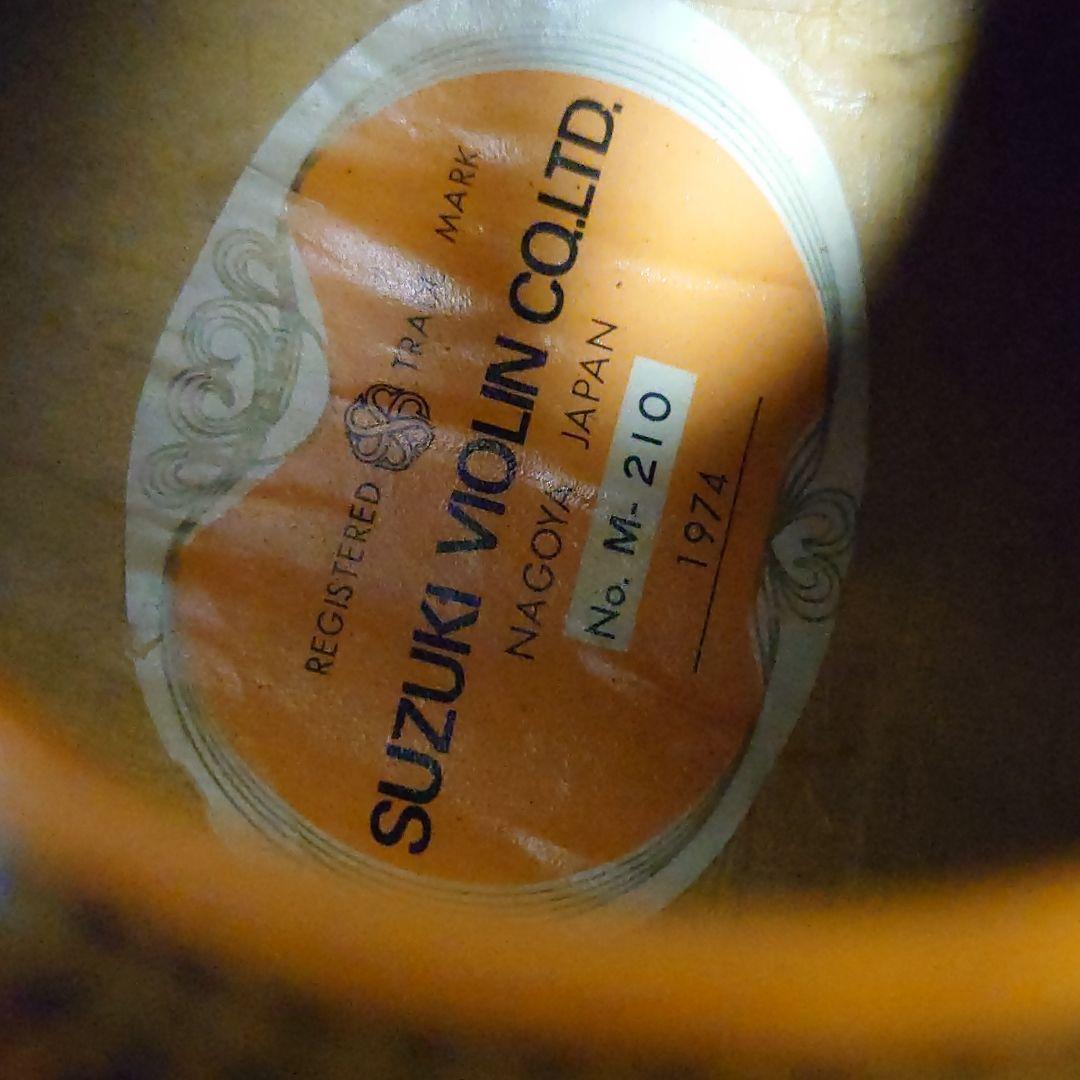 REGISTERED TRADE MARK
SUZUKI VIOLIN CO.,LTD.
NAGOYA JAPAN
No. M-210
1974